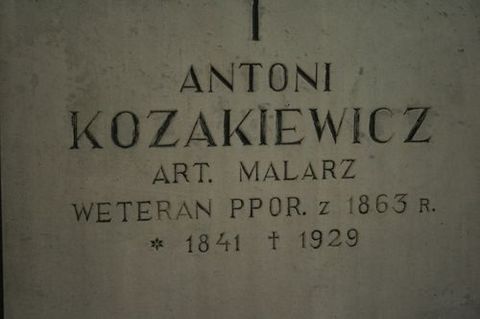 ANTONI
KOZAKIEWICZ
ART. MALARZ
WETERAN PPOR. z 1863 R.
* 1841 † 1929